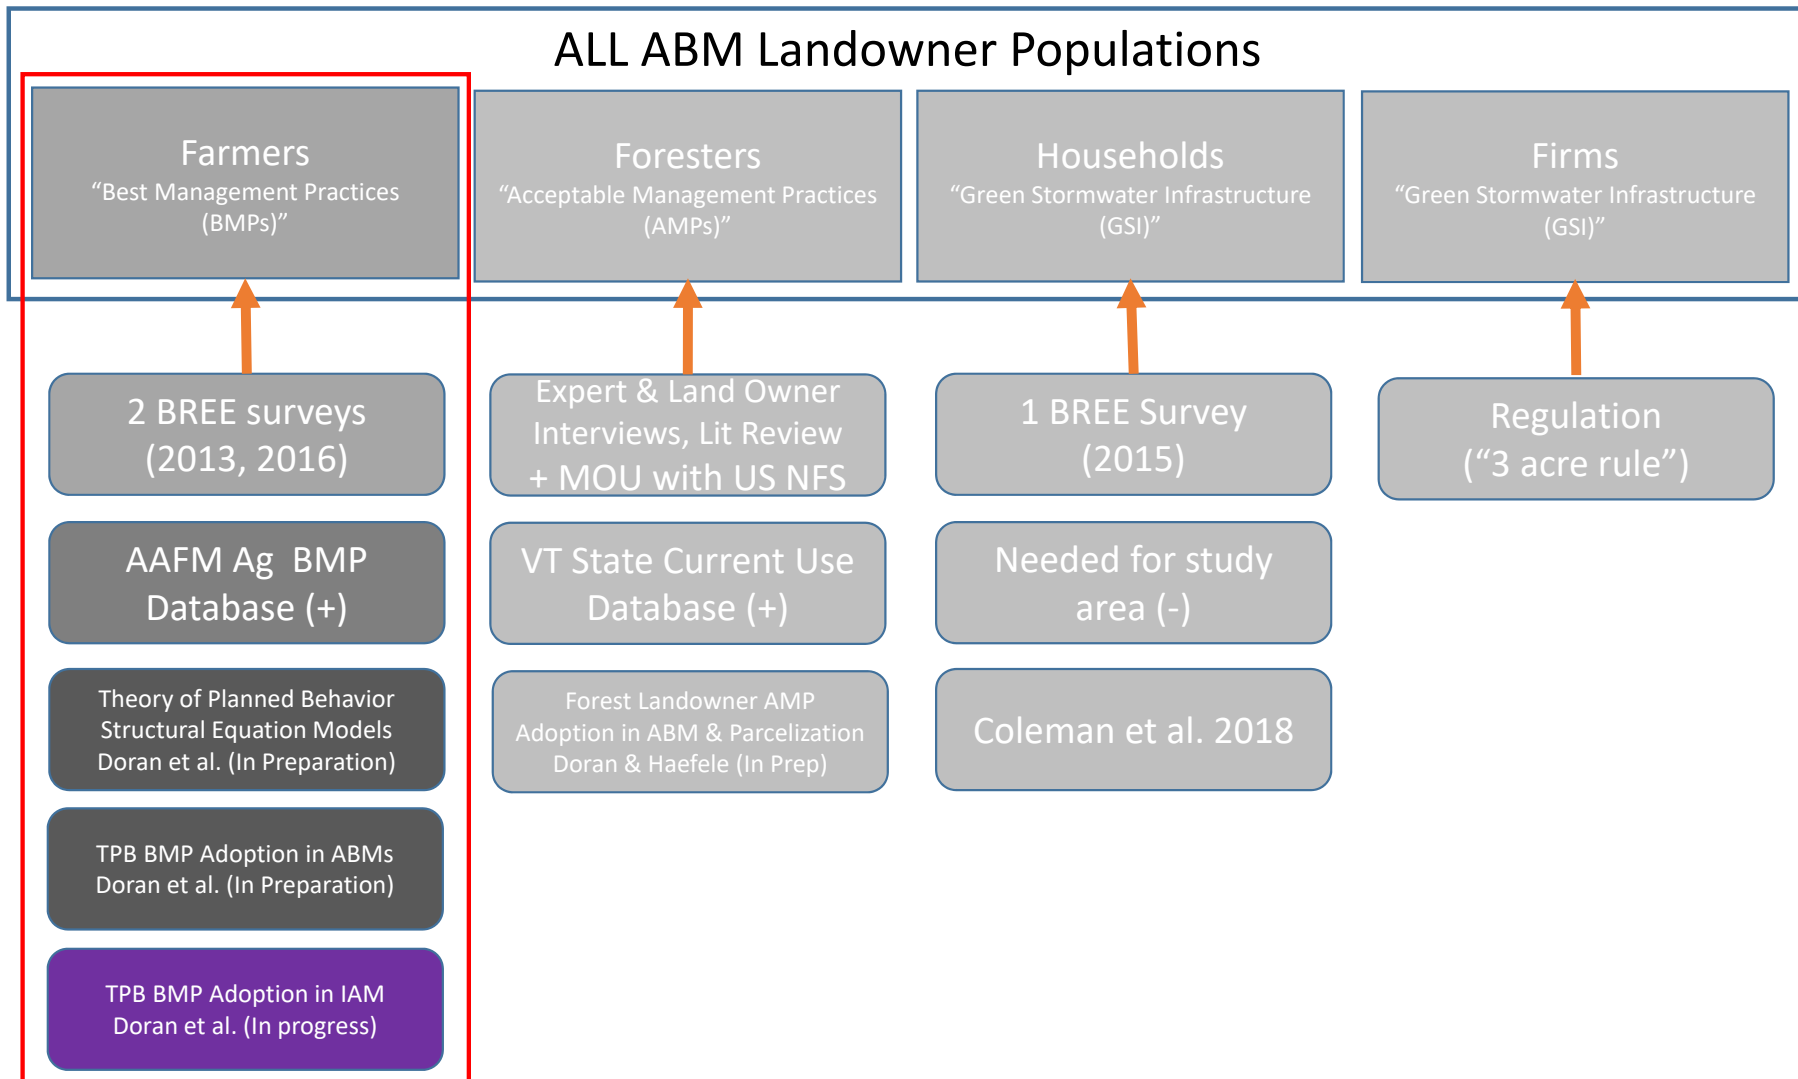 ALL ABM Landowner Populations
Farmers
“Best Management Practices
(BMPs)”
Foresters
“Acceptable Management Practices
(AMPs)”
Households
“Green Stormwater Infrastructure
(GSI)”
Firms
“Green Stormwater Infrastructure
(GSI)”
2 BREE surveys
(2013, 2016)
Expert & Land Owner
Interviews, Lit Review
+ MOU with US NFS
1 BREE Survey
(2015)
Regulation
(“3 acre rule”)
AAFM Ag BMP
Database (+)
VT State Current Use
Database (+)
Needed for study
area (-)
Theory of Planned Behavior
Structural Equation Models
Doran et al. (In Preparation)
Forest Landowner AMP
Adoption in ABM & Parcelization
Doran & Haefele (In Prep)
Coleman et al. 2018
TPB BMP Adoption in ABMs
Doran et al. (In Preparation)
TPB BMP Adoption in IAM
Doran et al. (In progress)